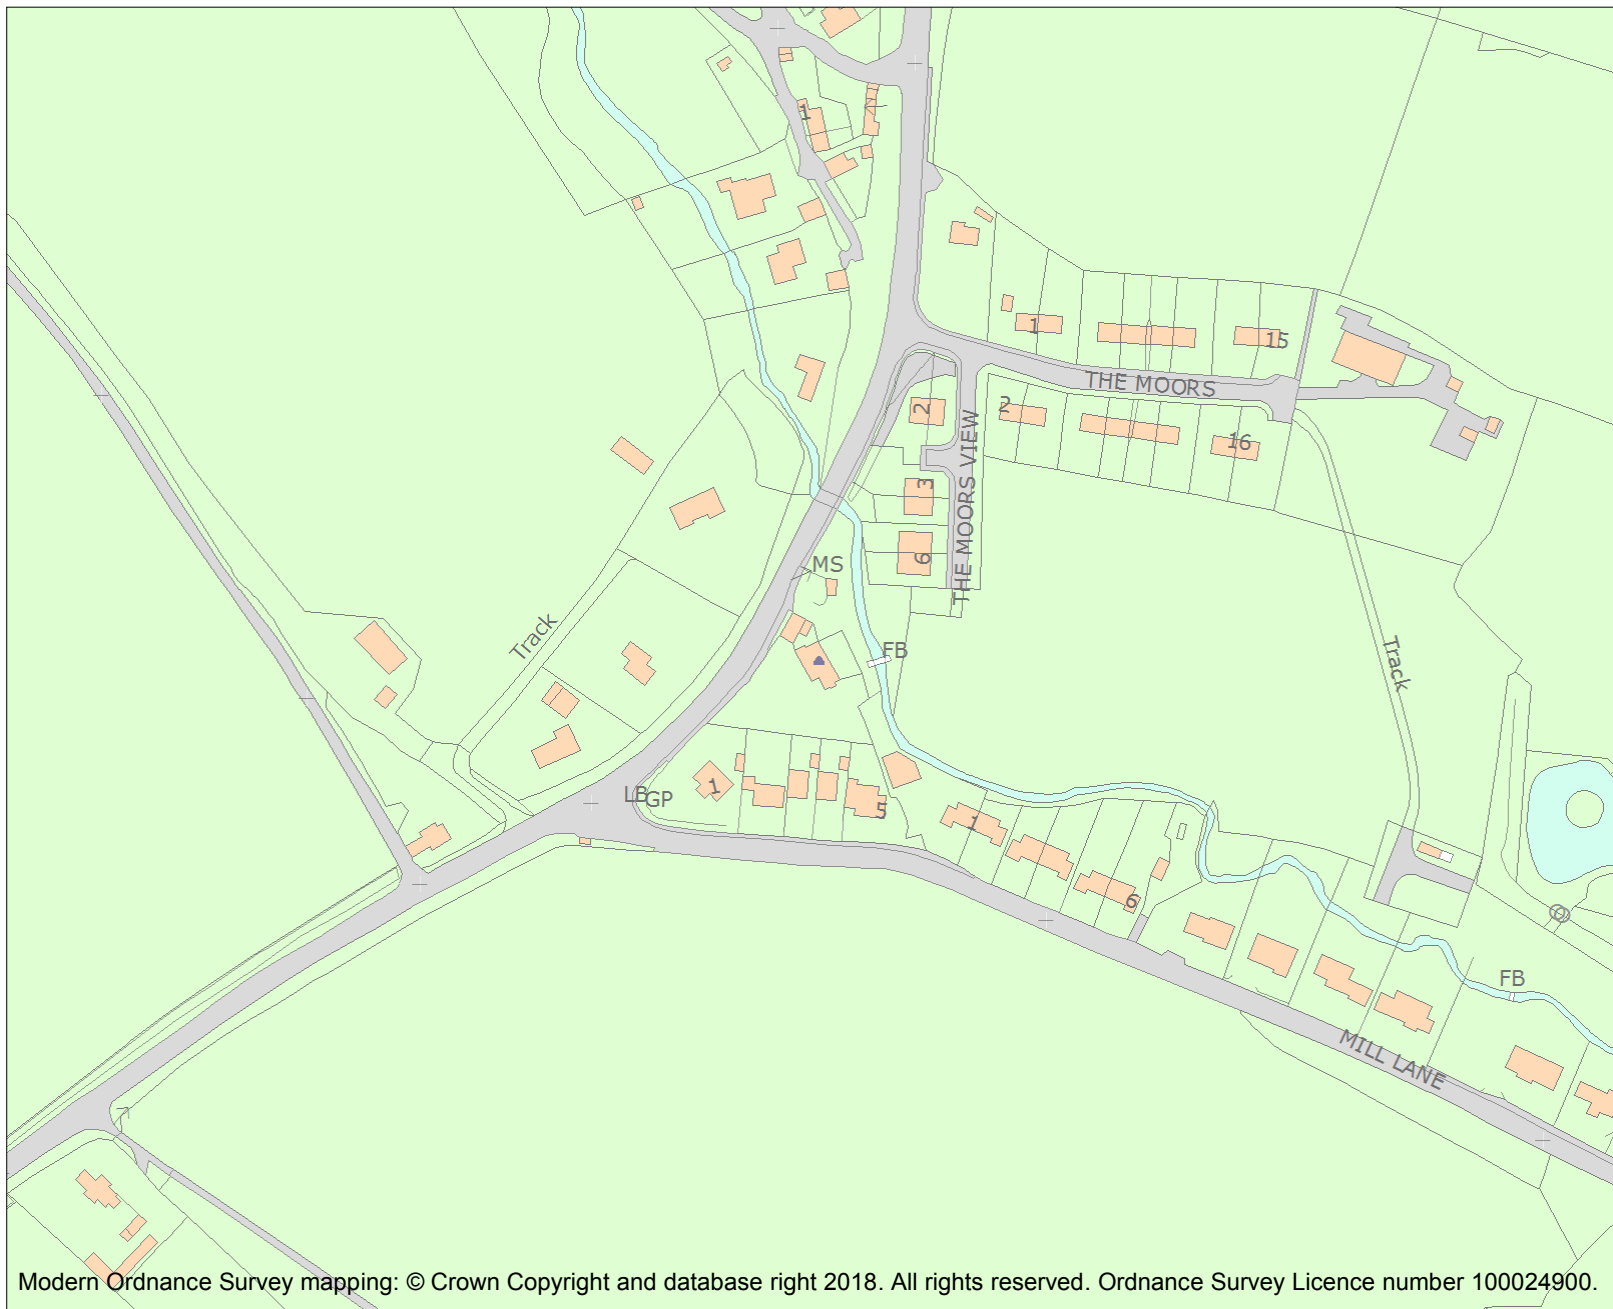 1
1
15
THE MOORS
2
2
16
3
THE MOORS VIEW
6
MS
Track
FB
Track
1
LB
GP
5
1
6
FB
MILL LANE
Modern Ordnance Survey mapping: © Crown Copyright and database right 2018. All rights reserved. Ordnance Survey Licence number 100024900.